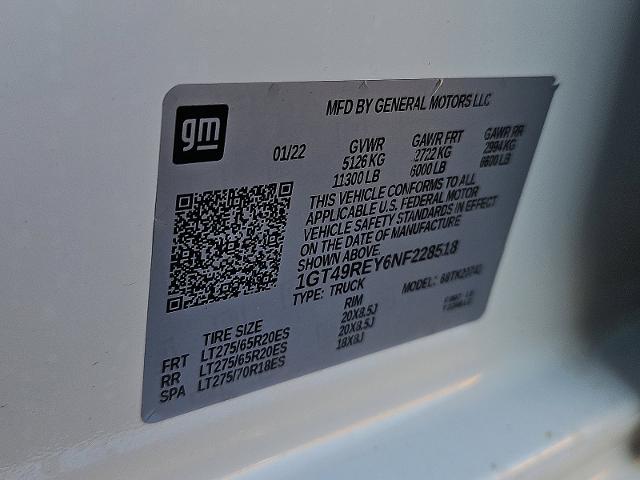 gm
MFD BY GENERAL MOTORS LLC
01/22 GVWR GAWR FRT GAWR RR
5126 KG 2722 KG 2994 KG
11300 LB 6000 LB 6600 LB
THIS VEHICLE CONFORMS TO ALL
APPLICABLE U.S. FEDERAL MOTOR
VEHICLE SAFETY STANDARDS IN EFFECT
ON THE DATE OF MANUFACTURE
SHOWN ABOVE.
1GT49REY6NF228518
TYPE: TRUCK MODEL:
TIRE SIZE RIM
FRT LT275/65R20ES 20X8.5J
RR LT275/65R20ES 20X8.5J
SPA LT275/70R18ES 18X8J